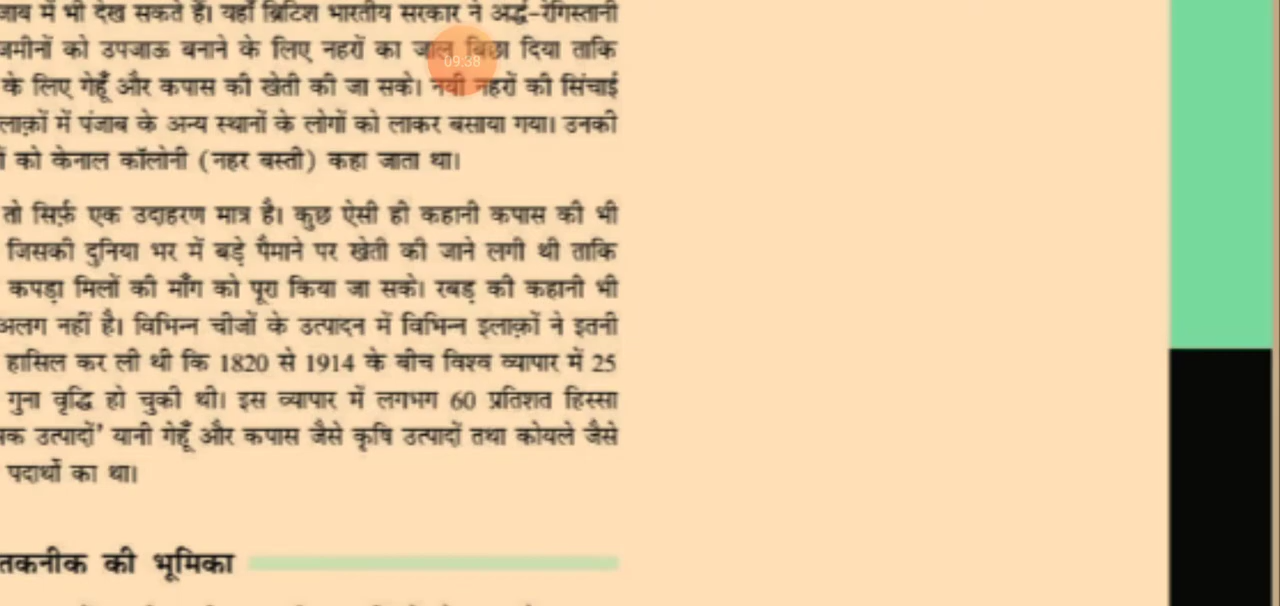 में भी देख सकते हैं। यहाँ ब्रिटिश भारतीय सरकार ने अर्द्ध-रेगिस्तानी
ज़मीनों को उपजाऊ बनाने के लिए नहरों का जाल बिछा दिया ताकि
09:38
के लिए गेहूँ और कपास की खेती की जा सके। नयी नहरों की सिंचाई
में पंजाब के अन्य स्थानों के लोगों को लाकर बसाया गया। उनकी
को केनाल कॉलोनी (नहर बस्ती) कहा जाता था।
तो सिर्फ़ एक उदाहरण मात्र है। कुछ ऐसी ही कहानी कपास की भी
जिसकी दुनिया भर में बड़े पैमाने पर खेती की जाने लगी थी ताकि
कपड़ा मिलों की माँग को पूरा किया जा सके। रबड़ की कहानी भी
अलग नहीं है। विभिन्न चीजों के उत्पादन में विभिन्न इलाक़ों ने इतनी
हासिल कर ली थी कि 1820 से 1914 के बीच विश्व व्यापार में 25
गुना वृद्धि हो चुकी थी। इस व्यापार में लगभग 60 प्रतिशत हिस्सा
उत्पादों' यानी गेहूँ और कपास जैसे कृषि उत्पादों तथा कोयले जैसे
पदार्थों का था।
तकनीक की भूमिका